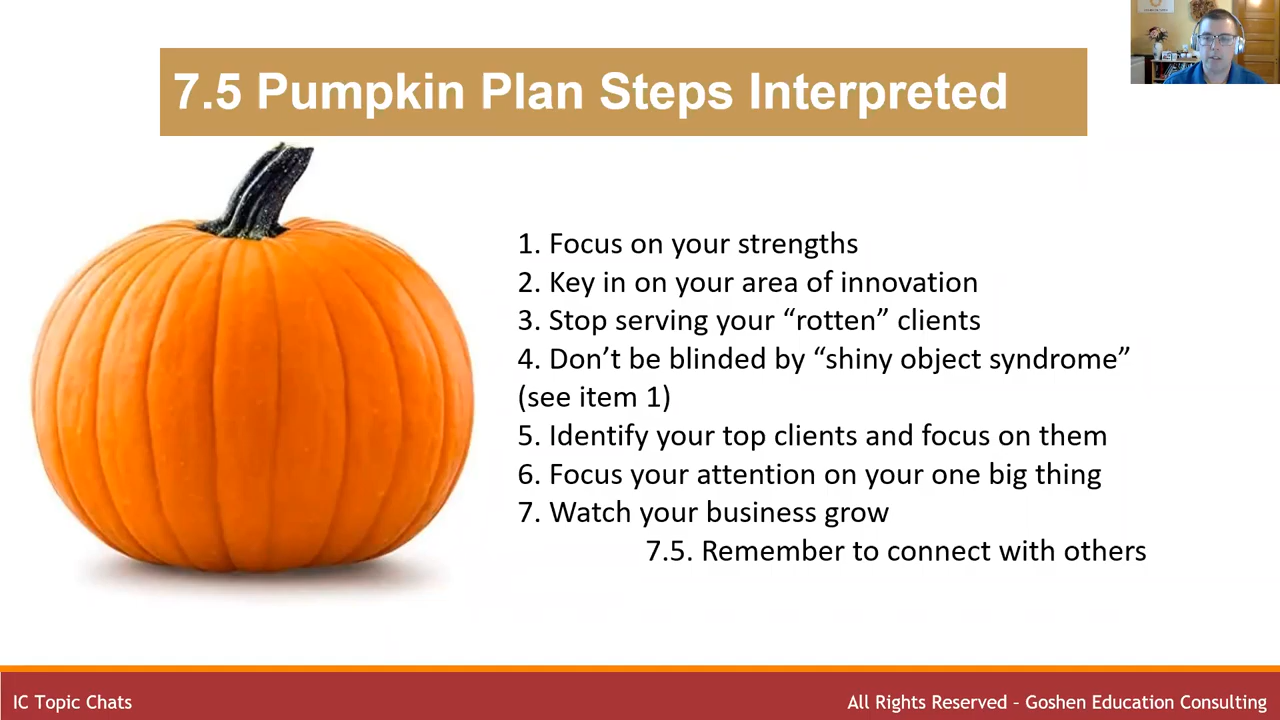 7.5 Pumpkin Plan Steps Interpreted
1. Focus on your strengths
2. Key in on your area of innovation
3. Stop serving your “rotten” clients
4. Don’t be blinded by “shiny object syndrome”
(see item 1)
5. Identify your top clients and focus on them
6. Focus your attention on your one big thing
7. Watch your business grow
7.5. Remember to connect with others
IC Topic Chats
All Rights Reserved – Goshen Education Consulting